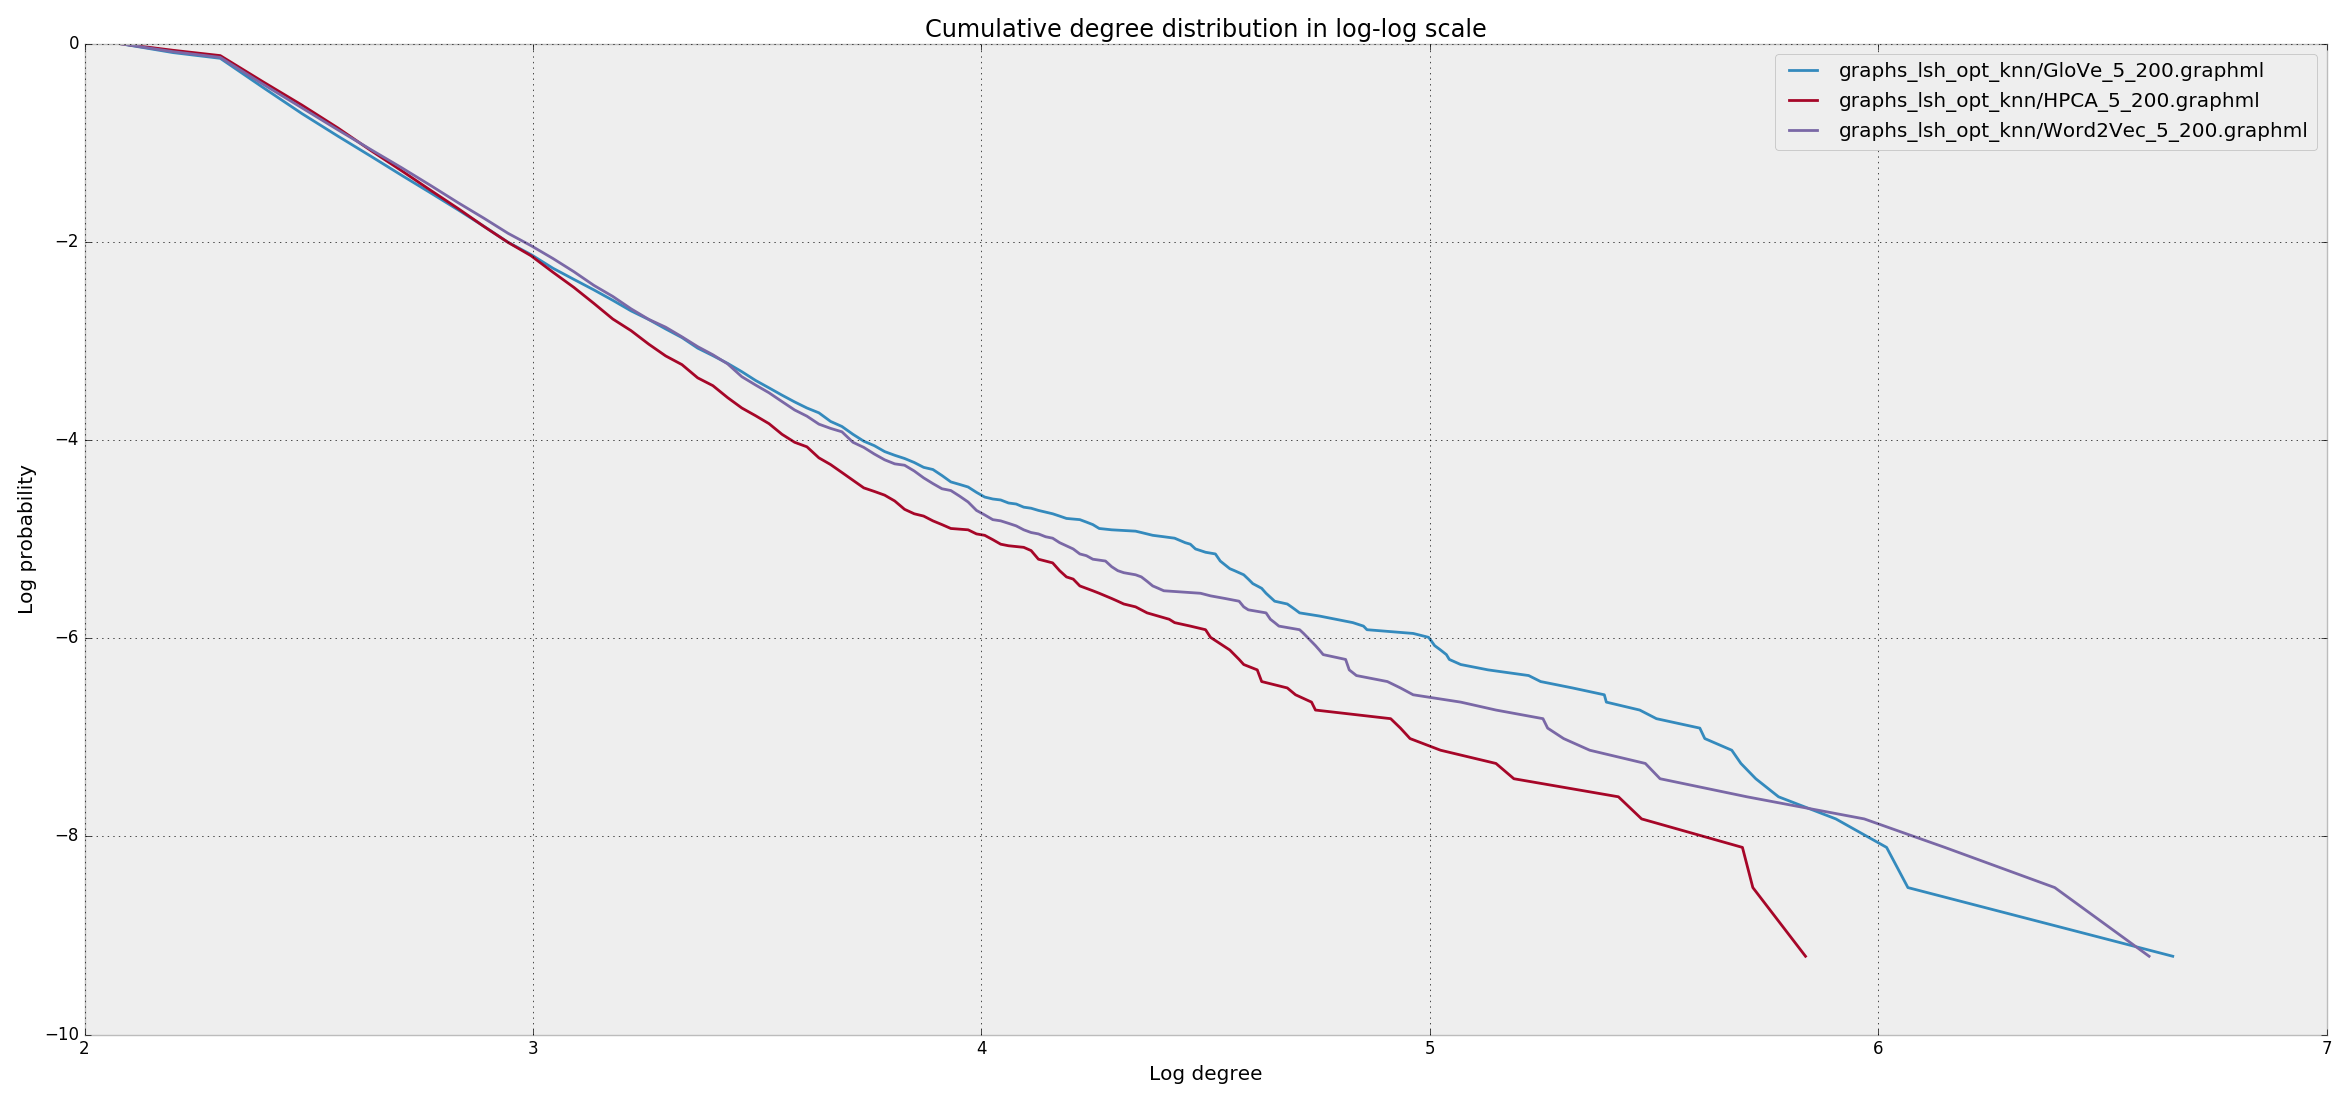 Cumulative degree distribution in log-log scale
graphs_lsh_opt_knn/GloVe_5_200.graphml
graphs_lsh_opt_knn/HPCA_5_200.graphml
graphs_lsh_opt_knn/Word2Vec_5_200.graphml
Log probability
0
−2
−4
−6
−8
−10
2 3 4 5 6 7
Log degree